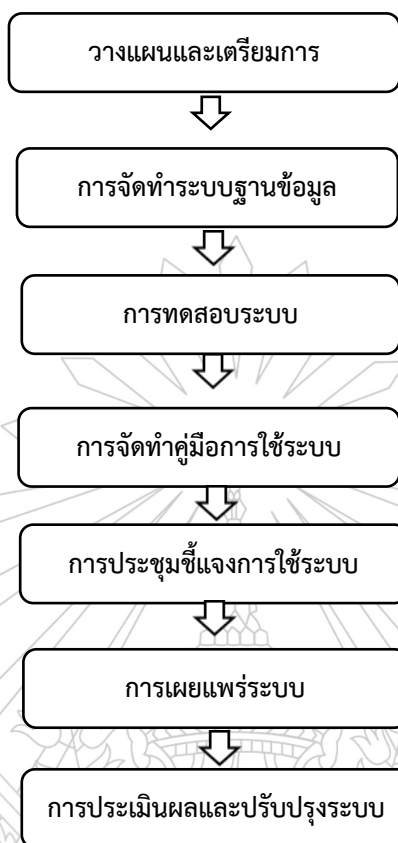 วางแผนและเตรียมการ
การจัดทำระบบฐานข้อมูล
การทดสอบระบบ
การจัดทำคู่มือการใช้ระบบ
การประชุมชี้แจงการใช้ระบบ
การเผยแพร่ระบบ
การประเมินผลและปรับปรุงระบบ